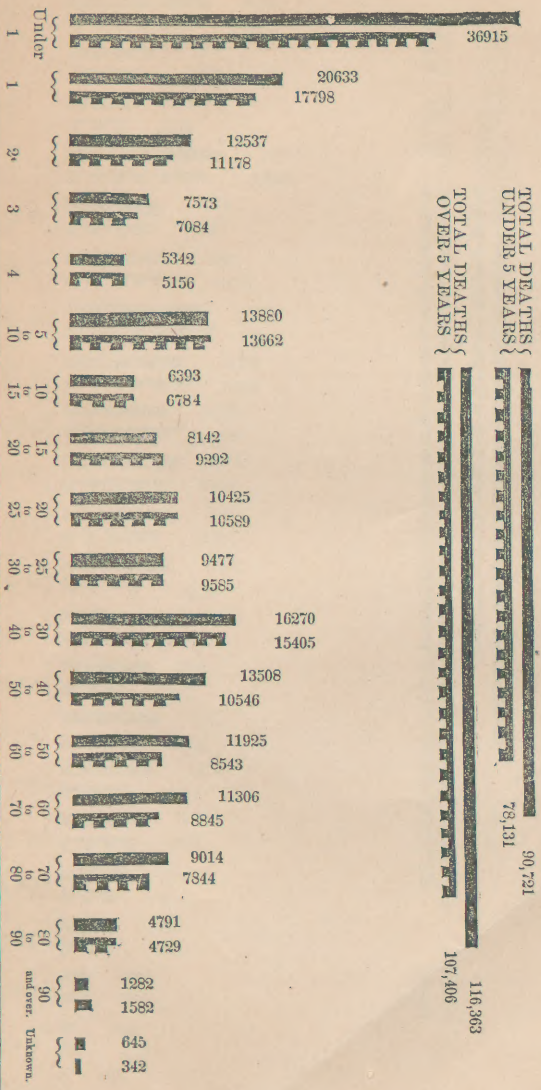 Under 1
36915
1
20633
17798
2
12537
11178
3
7573
7084
4
5342
5156
5 to 10
13880
13662
10 to 15
6393
6784
15 to 20
8142
9292
20 to 25
10425
10589
25 to 30
9477
9585
30 to 40
16270
15405
40 to 50
13508
10546
50 to 60
11925
8543
60 to 70
11306
8845
70 to 80
9014
7844
80 to 90
4791
4729
90 and over.
1282
1582
Unknown.
645
342
TOTAL DEATHS
UNDER 5 YEARS
90,721
78,131
TOTAL DEATHS
OVER 5 YEARS
116,363
107,406